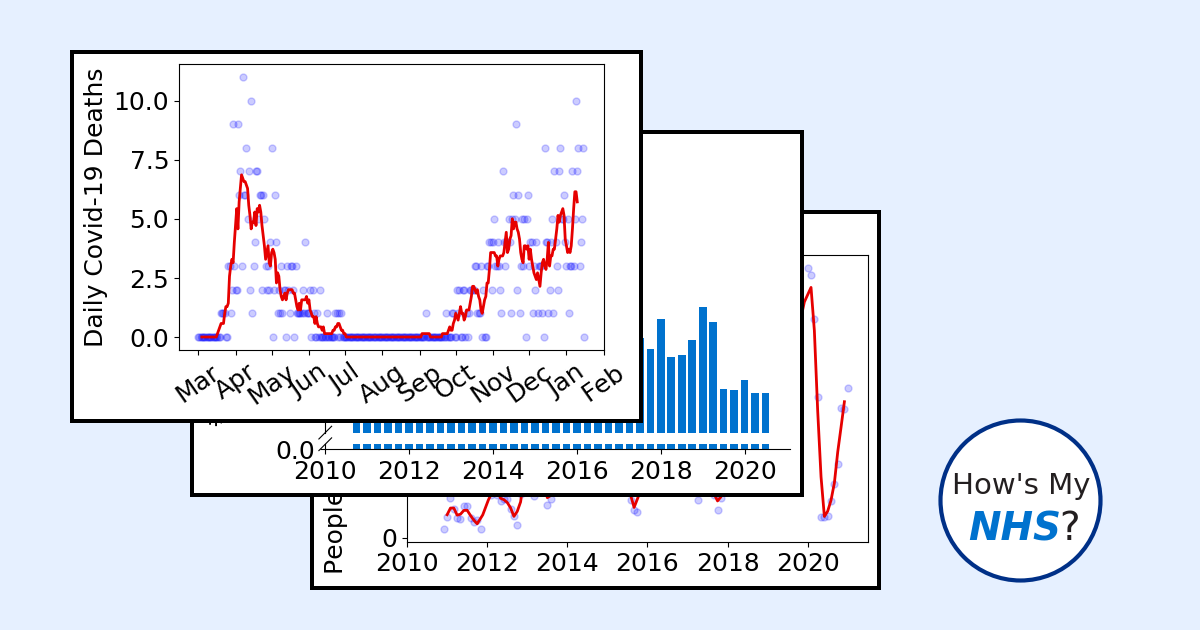 Daily Covid-19 Deaths
10.0
7.5
5.0
2.5
0.0
Mar Apr May Jun Jul Aug Sep Oct Nov Dec Jan Feb
0.0
2010 2012 2014 2016 2018 2020
People
0
2010 2012 2014 2016 2018 2020
How's My
NHS?